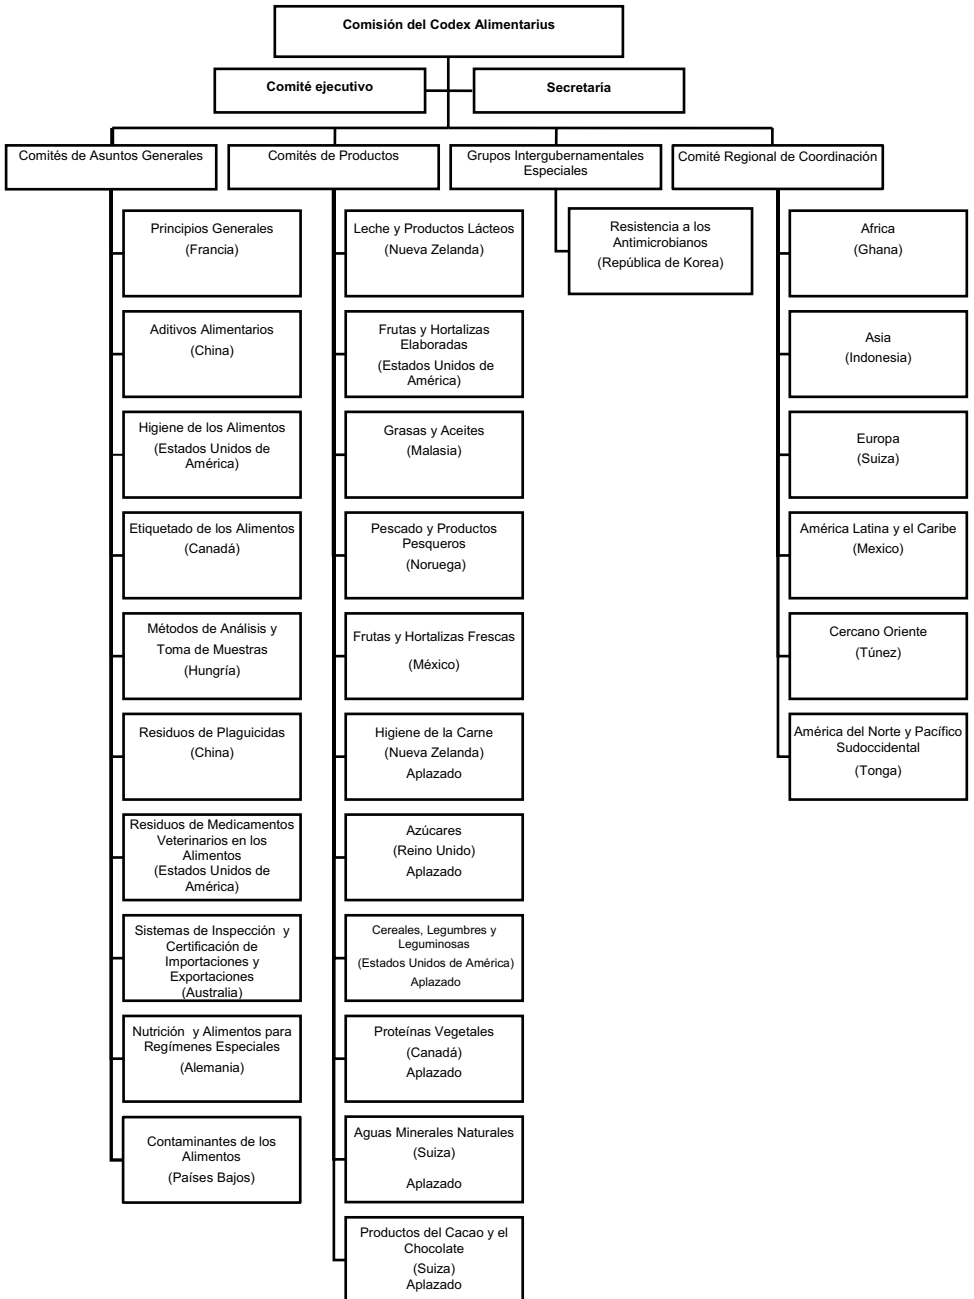 Comisión del Codex Alimentarius
Comité ejecutivo
Secretaría
Comités de Asuntos Generales
Comités de Productos
Grupos Intergubernamentales
Especiales
Comité Regional de Coordinación
Principios Generales
(Francia)
Aditivos Alimentarios
(China)
Higiene de los Alimentos
(Estados Unidos de
América)
Etiquetado de los Alimentos
(Canadá)
Métodos de Análisis y
Toma de Muestras
(Hungría)
Residuos de Plaguicidas
(China)
Residuos de Medicamentos
Veterinarios en los
Alimentos
(Estados Unidos de
América)
Sistemas de Inspección y
Certificación de
Importaciones y
Exportaciones
(Australia)
Nutrición y Alimentos para
Regímenes Especiales
(Alemania)
Contaminantes de los
Alimentos
(Países Bajos)
Leche y Productos Lácteos
(Nueva Zelanda)
Frutas y Hortalizas
Elaboradas
(Estados Unidos de
América)
Grasas y Aceites
(Malasia)
Pescado y Productos
Pesqueros
(Noruega)
Frutas y Hortalizas Frescas
(México)
Higiene de la Carne
(Nueva Zelanda)
Aplazado
Azúcares
(Reino Unido)
Aplazado
Cereales, Legumbres y
Leguminosas
(Estados Unidos de América)
Aplazado
Proteínas Vegetales
(Canadá)
Aplazado
Aguas Minerales Naturales
(Suiza)
Aplazado
Productos del Cacao y el
Chocolate
(Suiza)
Aplazado
Resistencia a los
Antimicrobianos
(República de Korea)
Africa
(Ghana)
Asia
(Indonesia)
Europa
(Suiza)
América Latina y el Caribe
(Mexico)
Cercano Oriente
(Túnez)
América del Norte y Pacífico
Sudoccidental
(Tonga)